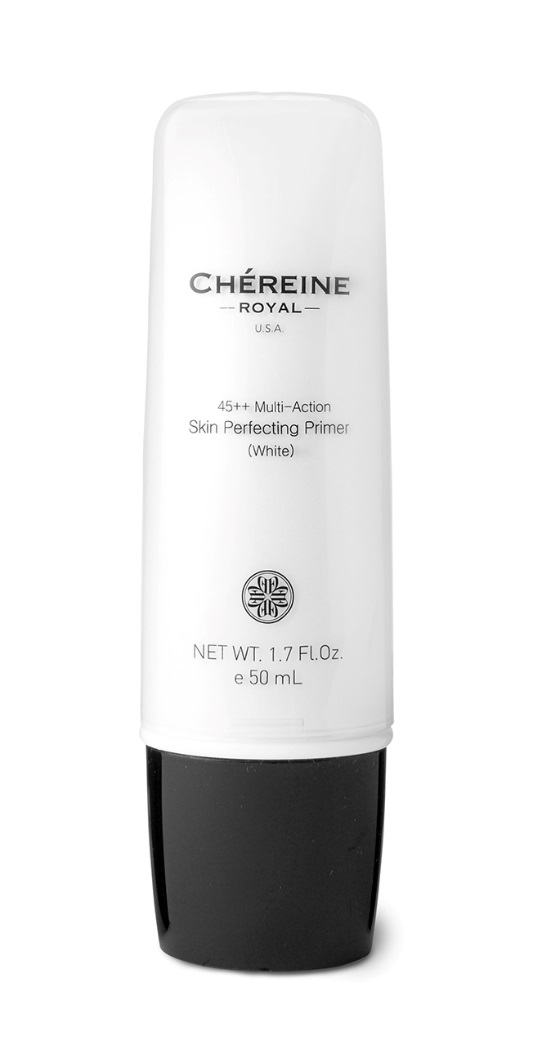 CHÉREINE
—ROYAL—
U.S.A.
45++ Multi-Action
Skin Perfecting Primer
(White)
NET WT. 1.7 Fl.Oz.
e 50 mL